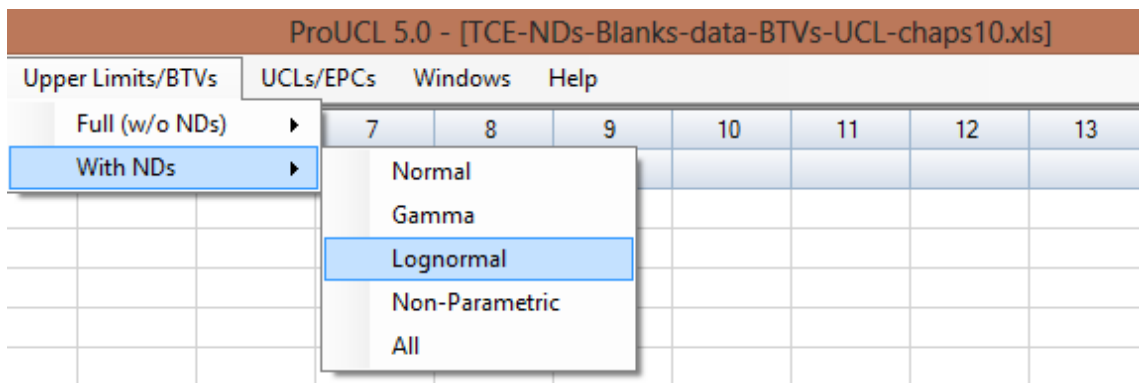 ProUCL 5.0 - [TCE-NDs-Blanks-data-BTVs-UCL-chaps10.xls]
Upper Limits/BTVs UCLs/EPCs Windows Help
Full (w/o NDs) 7 8 9 10 11 12 13
With NDs
Normal
Gamma
Lognormal
Non-Parametric
All